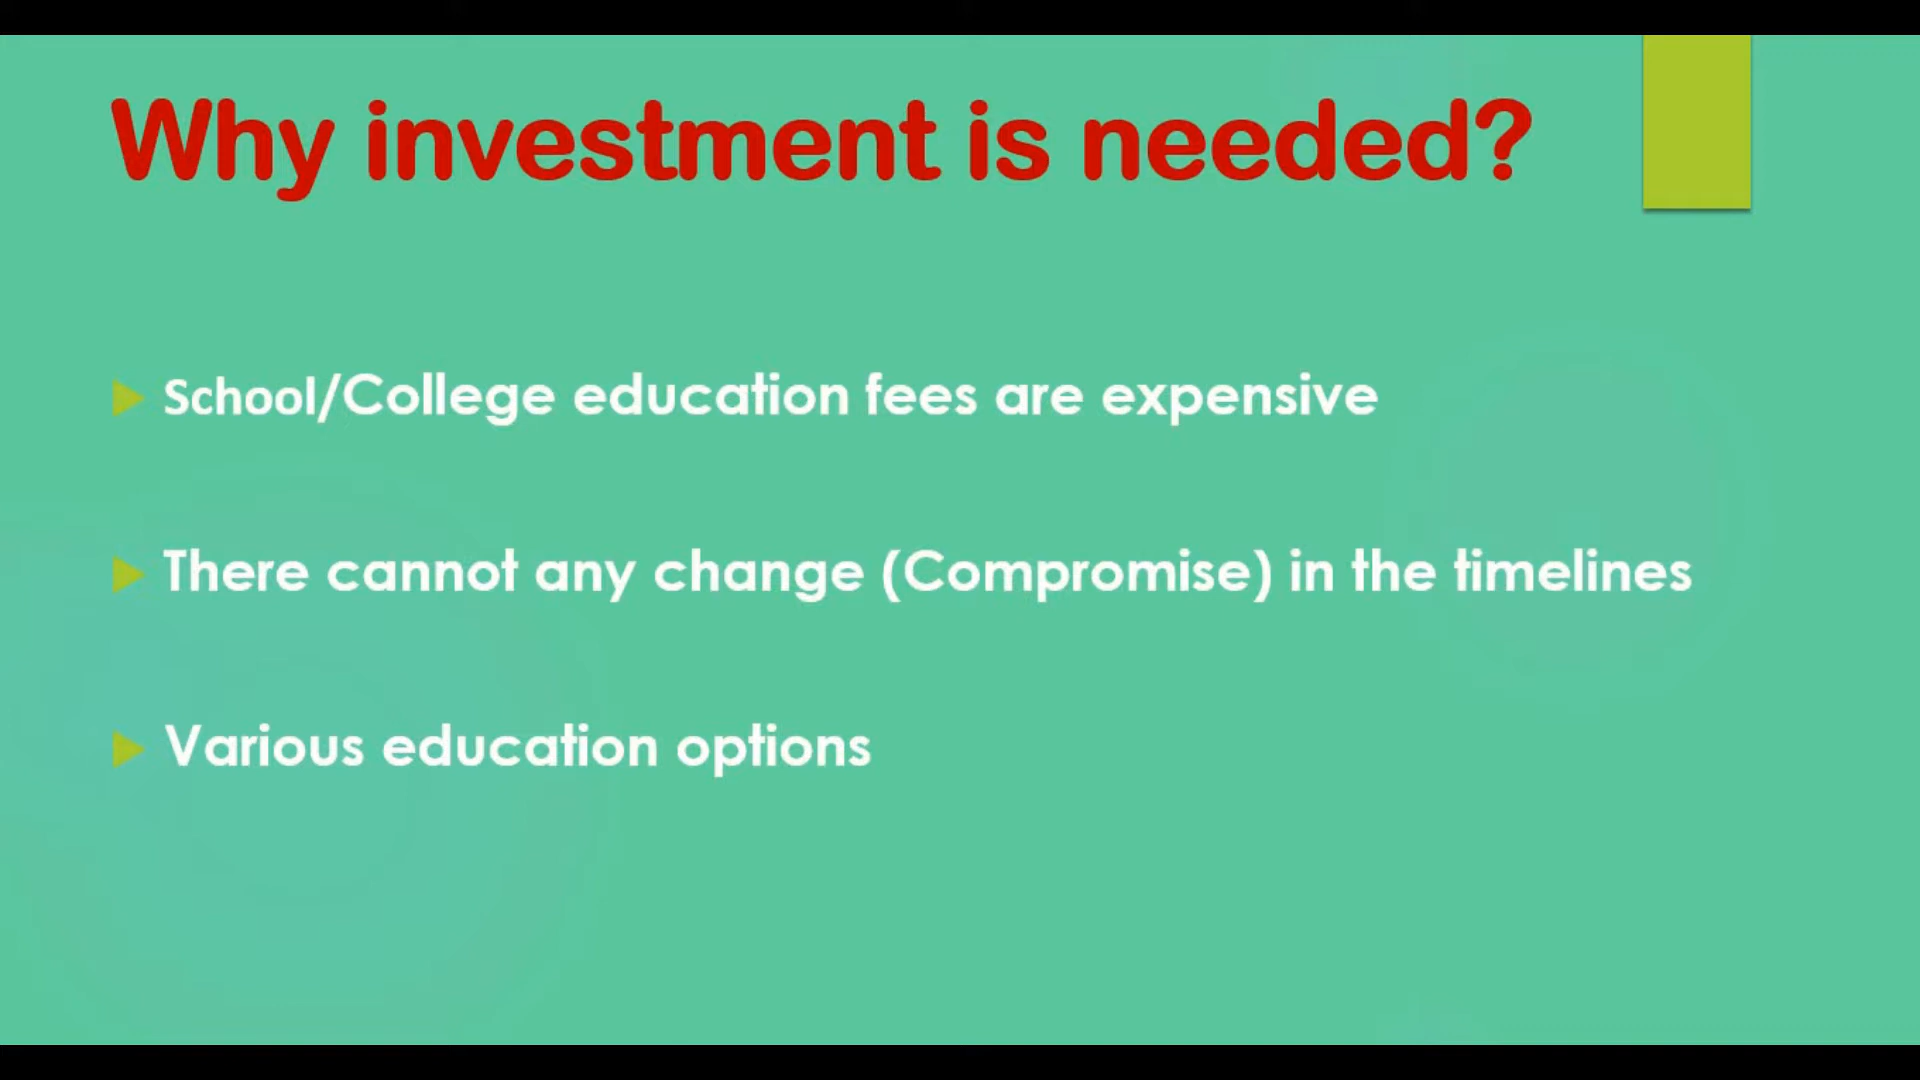 Why investment is needed?
School/College education fees are expensive
There cannot any change (Compromise) in the timelines
Various education options